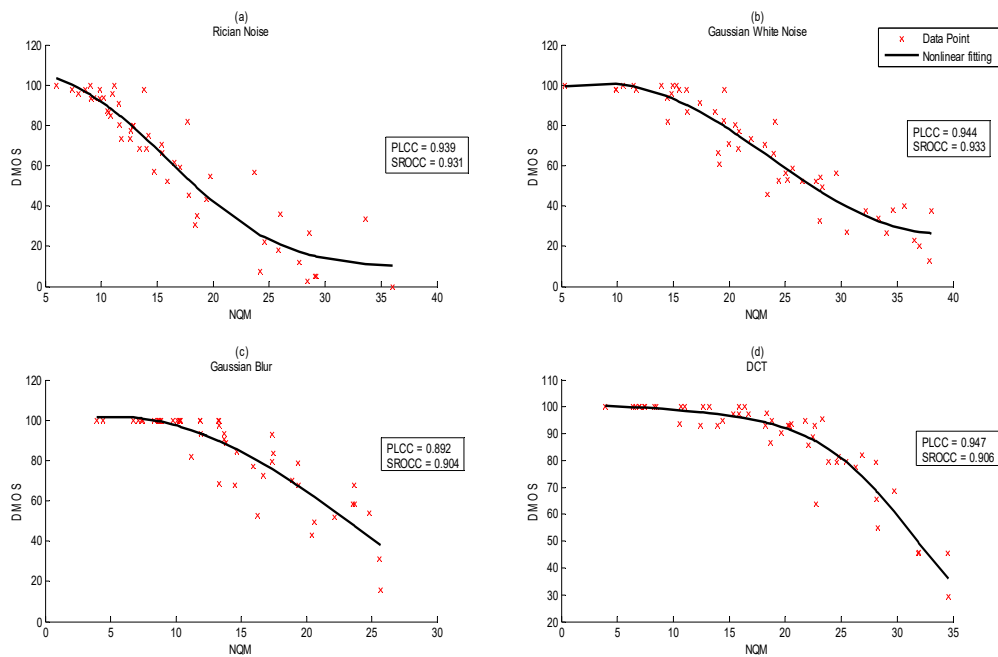 (a)
Rician Noise
120
100
80
60
40
20
0
5 10 15 20 25 30 35 40
DMOS
NQM
PLCC = 0.939
SROCC = 0.931
(b)
Gaussian White Noise
120
100
80
60
40
20
0
5 10 15 20 25 30 35 40
DMOS
NQM
Data Point
Nonlinear fitting
PLCC = 0.944
SROCC = 0.933
(c)
Gaussian Blur
120
100
80
60
40
20
0
0 5 10 15 20 25 30
DMOS
NQM
PLCC = 0.892
SROCC = 0.904
(d)
DCT
110
100
90
80
70
60
50
40
30
20
0 5 10 15 20 25 30 35
DMOS
NQM
PLCC = 0.947
SROCC = 0.906